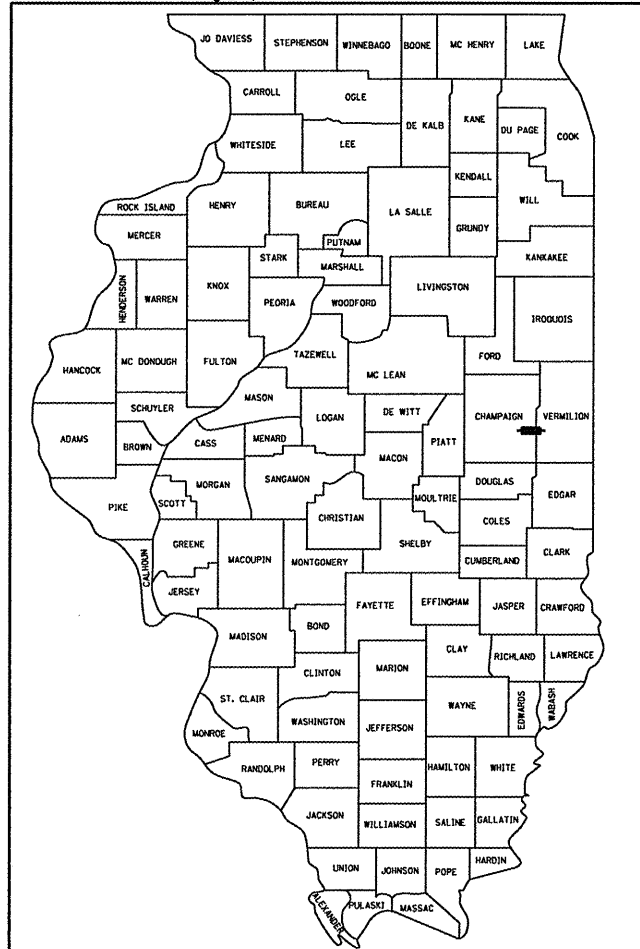 JO DAVIESS
STEPHENSON
WINNEBAGO
BOONE
MC HENRY
LAKE
CARROLL
OGLE
DE KALB
KANE
DU PAGE
COOK
WHITESIDE
LEE
KENDALL
WILL
ROCK ISLAND
HENRY
BUREAU
LA SALLE
GRUNDY
MERCER
PUTNAM
STARK
MARSHALL
KANKAKEE
HENDERSON
WARREN
KNOX
PEORIA
WOODFORD
LIVINGSTON
IROQUOIS
HANCOCK
MC DONOUGH
FULTON
TAZEWELL
MC LEAN
FORD
SCHUYLER
MASON
LOGAN
DE WITT
CHAMPAIGN
VERMILION
ADAMS
BROWN
CASS
MENARD
MACON
PIATT
MORGAN
SANGAMON
DOUGLAS
EDGAR
PIKE
SCOTT
CHRISTIAN
MOULTRIE
COLES
GREENE
MACOUPIN
MONTGOMERY
SHELBY
CUMBERLAND
CLARK
CALHOUN
JERSEY
FAYETTE
EFFINGHAM
JASPER
CRAWFORD
MADISON
BOND
CLAY
RICHLAND
LAWRENCE
CLINTON
MARION
ST. CLAIR
WAYNE
EDWARDS
WABASH
MONROE
WASHINGTON
JEFFERSON
RANDOLPH
PERRY
HAMILTON
WHITE
FRANKLIN
JACKSON
WILLIAMSON
SALINE
GALLATIN
UNION
JOHNSON
POPE
HARDIN
ALEXANDER
PULASKI
MASSAC